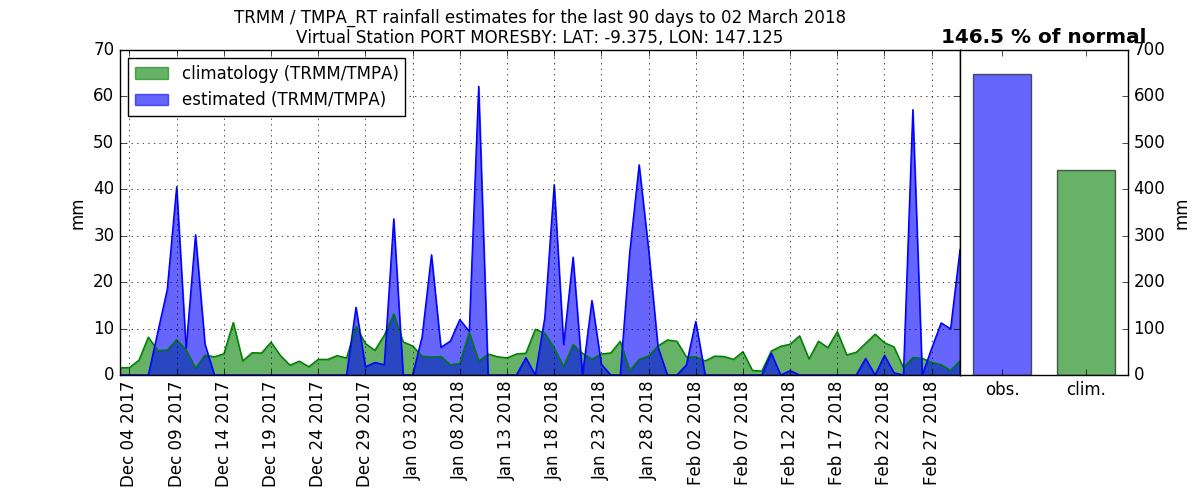 TRMM / TMPA_RT rainfall estimates for the last 90 days to 02 March 2018
Virtual Station PORT MORESBY: LAT: -9.375, LON: 147.125
146.5 % of normal
climatology (TRMM/TMPA)
estimated (TRMM/TMPA)
mm
70
60
50
40
30
20
10
0
Dec 04 2017
Dec 09 2017
Dec 14 2017
Dec 19 2017
Dec 24 2017
Dec 29 2017
Jan 03 2018
Jan 08 2018
Jan 13 2018
Jan 18 2018
Jan 23 2018
Jan 28 2018
Feb 02 2018
Feb 07 2018
Feb 12 2018
Feb 17 2018
Feb 22 2018
Feb 27 2018
700
600
500
400
300
200
100
0
mm
obs.
clim.